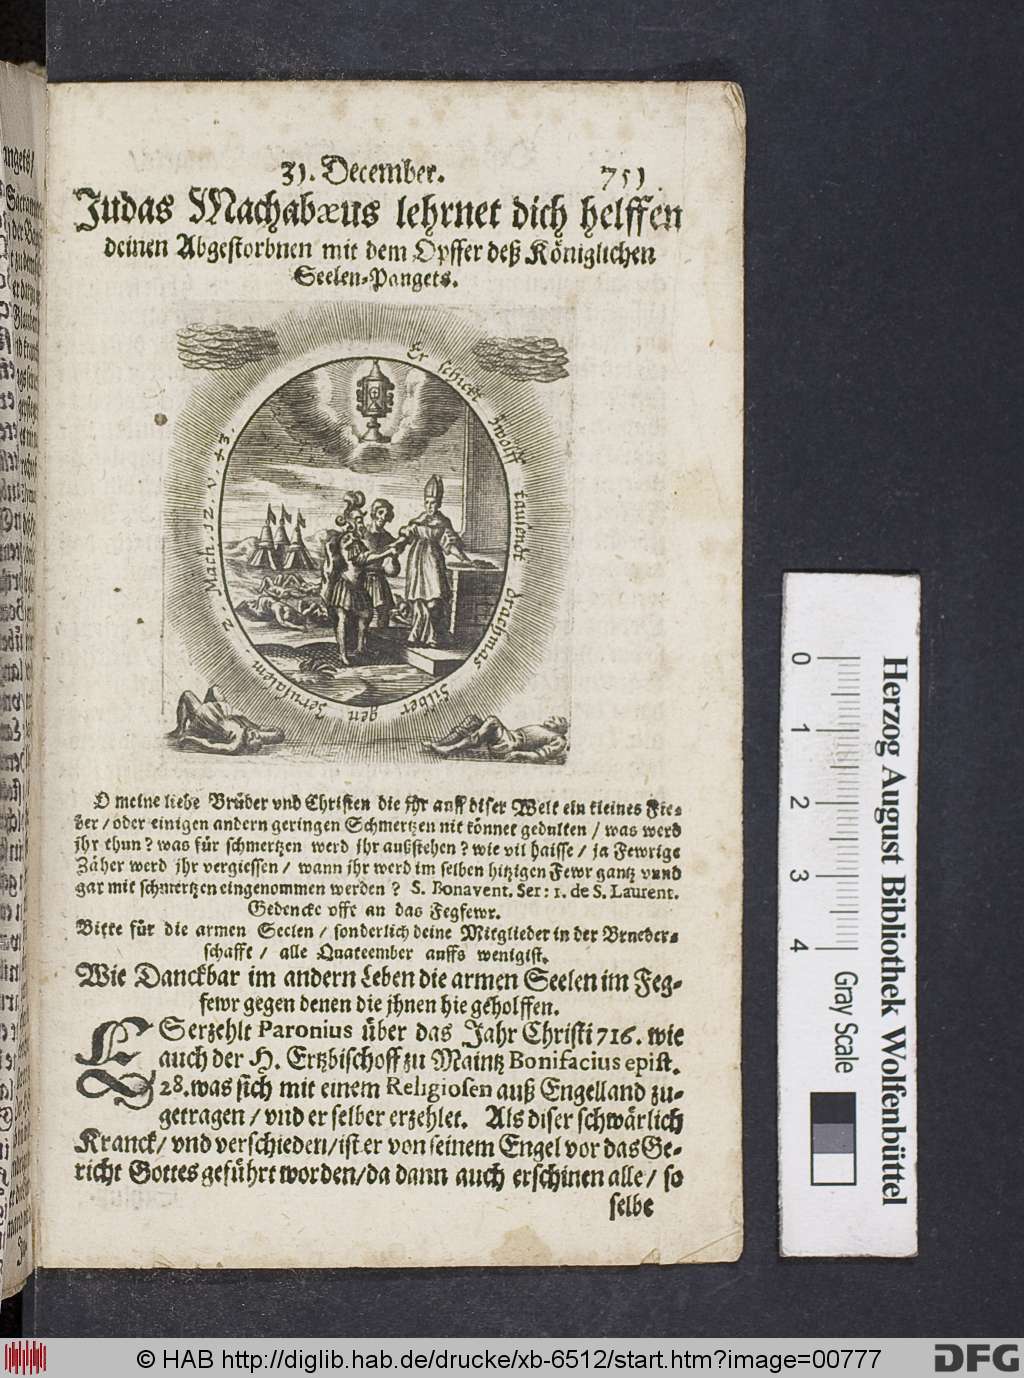 31. December. 751
Judas Machabæus lehrnet dich helffen
deinen Abgestorbnen mit dem Opffer deß Königlichen
Seelen-Pangets.
Er schickt zwölff tausendt drachmas Silber gen Jerusalem. 2. Mach. 12. v. 43.
O meine liebe Brüder vnd Christen die jhr auff diser Welt ein kleines Fie-
ber / oder einigen andern geringen Schmertzen nit könnet gedulten / was werd
jhr thun? was für schmertzen werd jhr außstehen? wie vil haisse / ja Fewrige
Zäher werd jhr vergiessen / wann jhr werd im selben hitzigen Fewr gantz vnnd
gar mit schmertzen eingenommen werden? S. Bonavent. Ser: 1. de S. Laurent.
Gedencke offt an das Fegfewr.
Bitte für die armen Seelen / sonderlich deine Mitglieder in der Brueder-
schafft / alle Quatember auffs wenigist.
Wie Danckbar im andern Leben die armen Seelen im Feg-
fewr gegen denen die jhnen hie geholffen.
ES erzehlt Paronius über das Jahr Christi 716. wie
auch der H. Ertzbischoff zu Maintz Bonifacius epist.
28. was sich mit einem Religiosen auß Engelland zu-
getragen / vnd er selber erzehlet. Als diser schwärlich
Kranck / vnd verschieden / ist er von seinem Engel vor das Ge-
richt Gottes geführt worden / da dann auch erschinen alle / so
selbe
0 1 2 3 4
Gray Scale
Herzog August Bibliothek Wolfenbüttel
© HAB http://diglib.hab.de/drucke/xb-6512/start.htm?image=00777
DFG